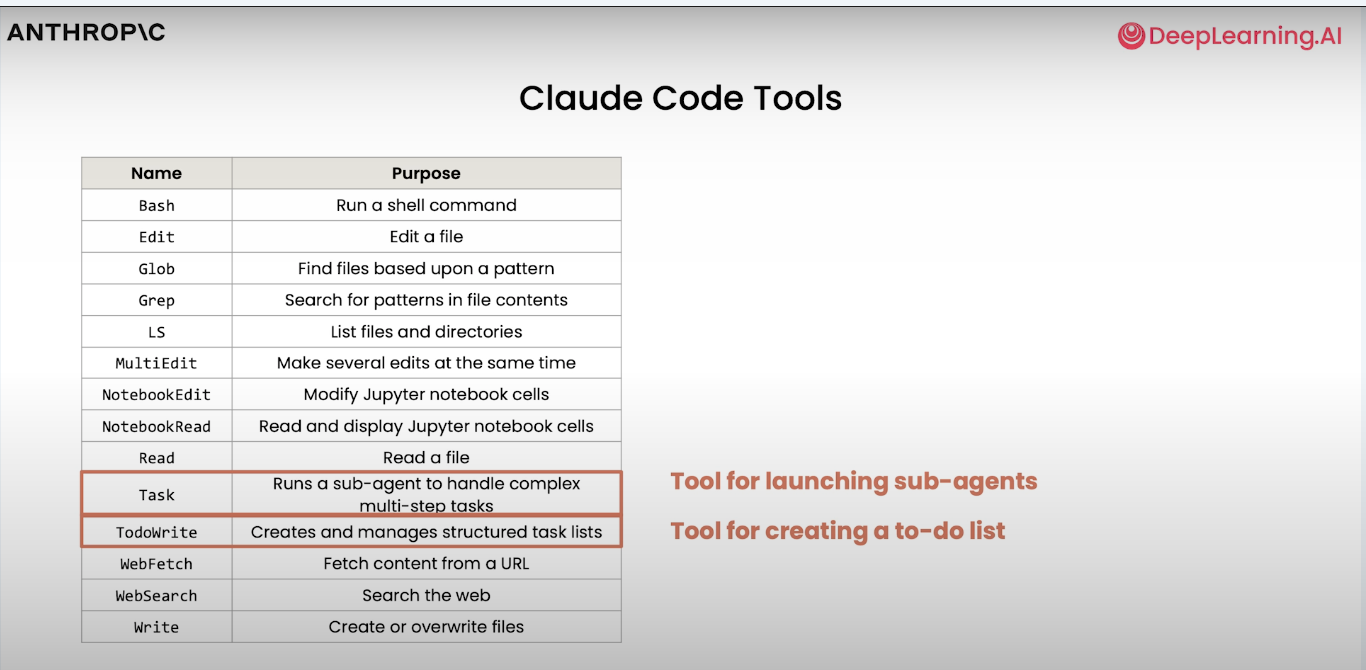 ANTHROP\C
DeepLearning.AI
Claude Code Tools
Name Purpose
Bash Run a shell command
Edit Edit a file
Glob Find files based upon a pattern
Grep Search for patterns in file contents
LS List files and directories
MultiEdit Make several edits at the same time
NotebookEdit Modify Jupyter notebook cells
NotebookRead Read and display Jupyter notebook cells
Read Read a file
Task Runs a sub-agent to handle complex
multi-step tasks
Tool for launching sub-agents
TodoWrite Creates and manages structured task lists
Tool for creating a to-do list
WebFetch Fetch content from a URL
WebSearch Search the web
Write Create or overwrite files